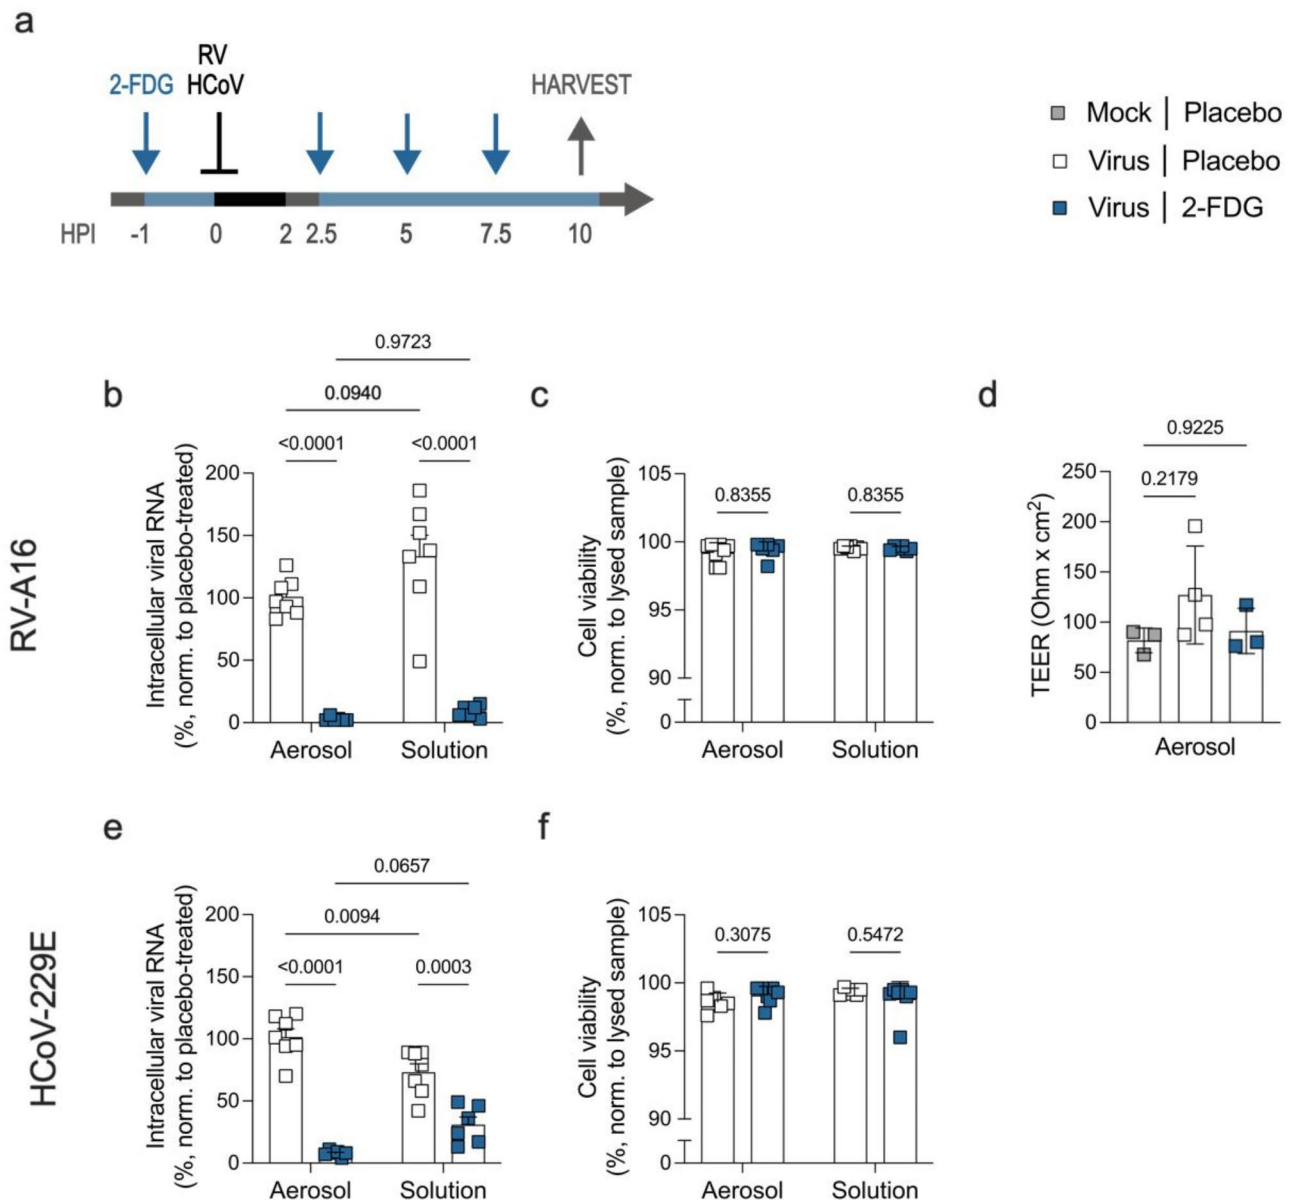 a
RV
2-FDG HCoV HARVEST
HPI -1 0 2 2.5 5 7.5 10
Mock | Placebo
Virus | Placebo
Virus | 2-FDG
RV-A16
b
0.9723
0.0940
<0.0001 <0.0001
Intracellular viral RNA
(%, norm. to placebo-treated)
200
150
100
50
0
Aerosol Solution
c
Cell viability
(%, norm. to lysed sample)
105
0.8355 0.8355
100
95
90
0
Aerosol Solution
d
0.9225
0.2179
TEER (Ohm x cm2)
250
200
150
100
50
0
Aerosol
HCoV-229E
e
0.0657
0.0094
<0.0001 0.0003
Intracellular viral RNA
(%, norm. to placebo-treated)
200
150
100
50
0
Aerosol Solution
f
Cell viability
(%, norm. to lysed sample)
105
0.3075 0.5472
100
95
90
0
Aerosol Solution